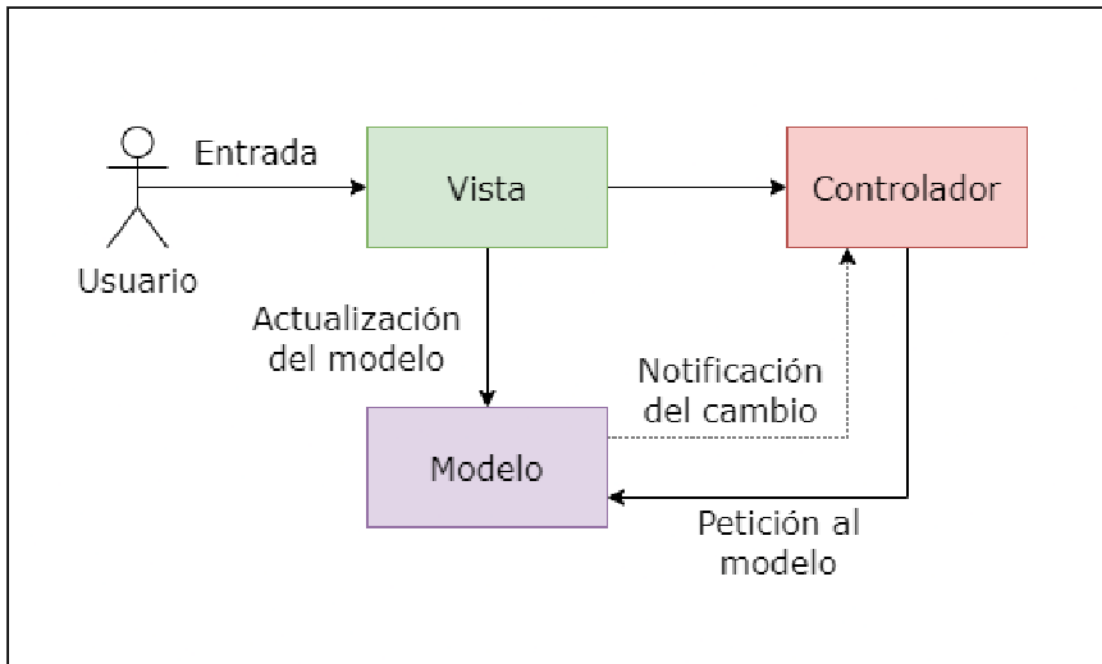 Entrada
Vista
Controlador
Usuario
Actualización
del modelo
Notificación
del cambio
Modelo
Petición al
modelo